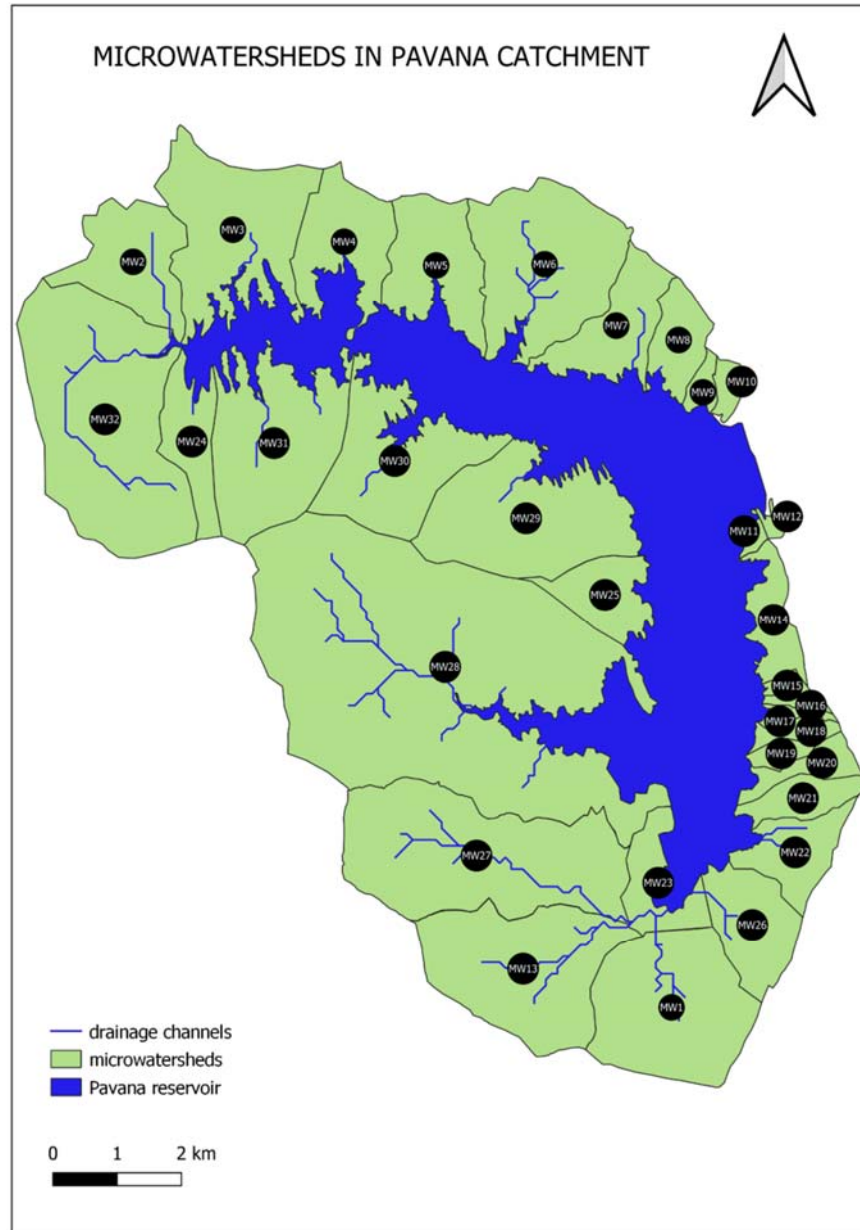 MICROWATERSHEDS IN PAVANA CATCHMENT
MW3
MW4
MW2
MW5
MW6
MW7
MW8
MW10
MW9
MW32
MW24
MW31
MW30
MW29
MW12
MW11
MW25
MW14
MW28
MW15
MW16
MW17
MW18
MW19
MW20
MW21
MW27
MW22
MW23
MW26
MW13
MW1
drainage channels
microwatersheds
Pavana reservoir
0 1 2 km